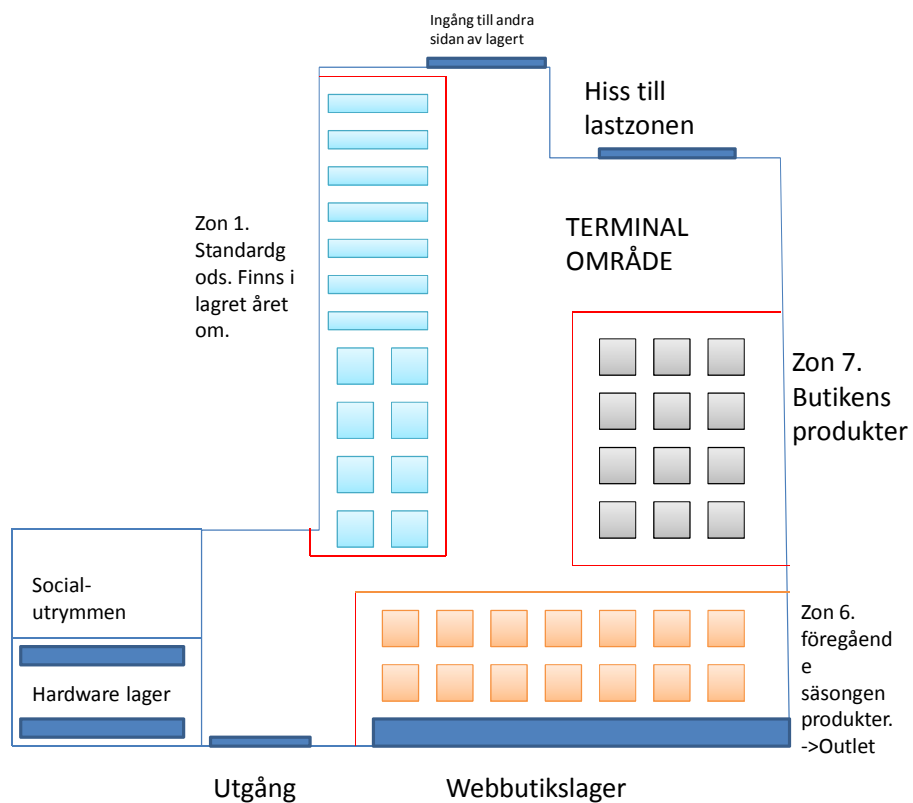 Ingång till andra
sidan av lagert
Hiss till
lastzonen
Zon 1.
Standardg
ods. Finns i
lagret året
om.
TERMINAL
OMRÅDE
Zon 7.
Butikens
produkter
Social-
utrymmen
Hardware lager
Zon 6.
föregåend
e
säsongen
produkter.
->Outlet
Utgång
Webbutikslager